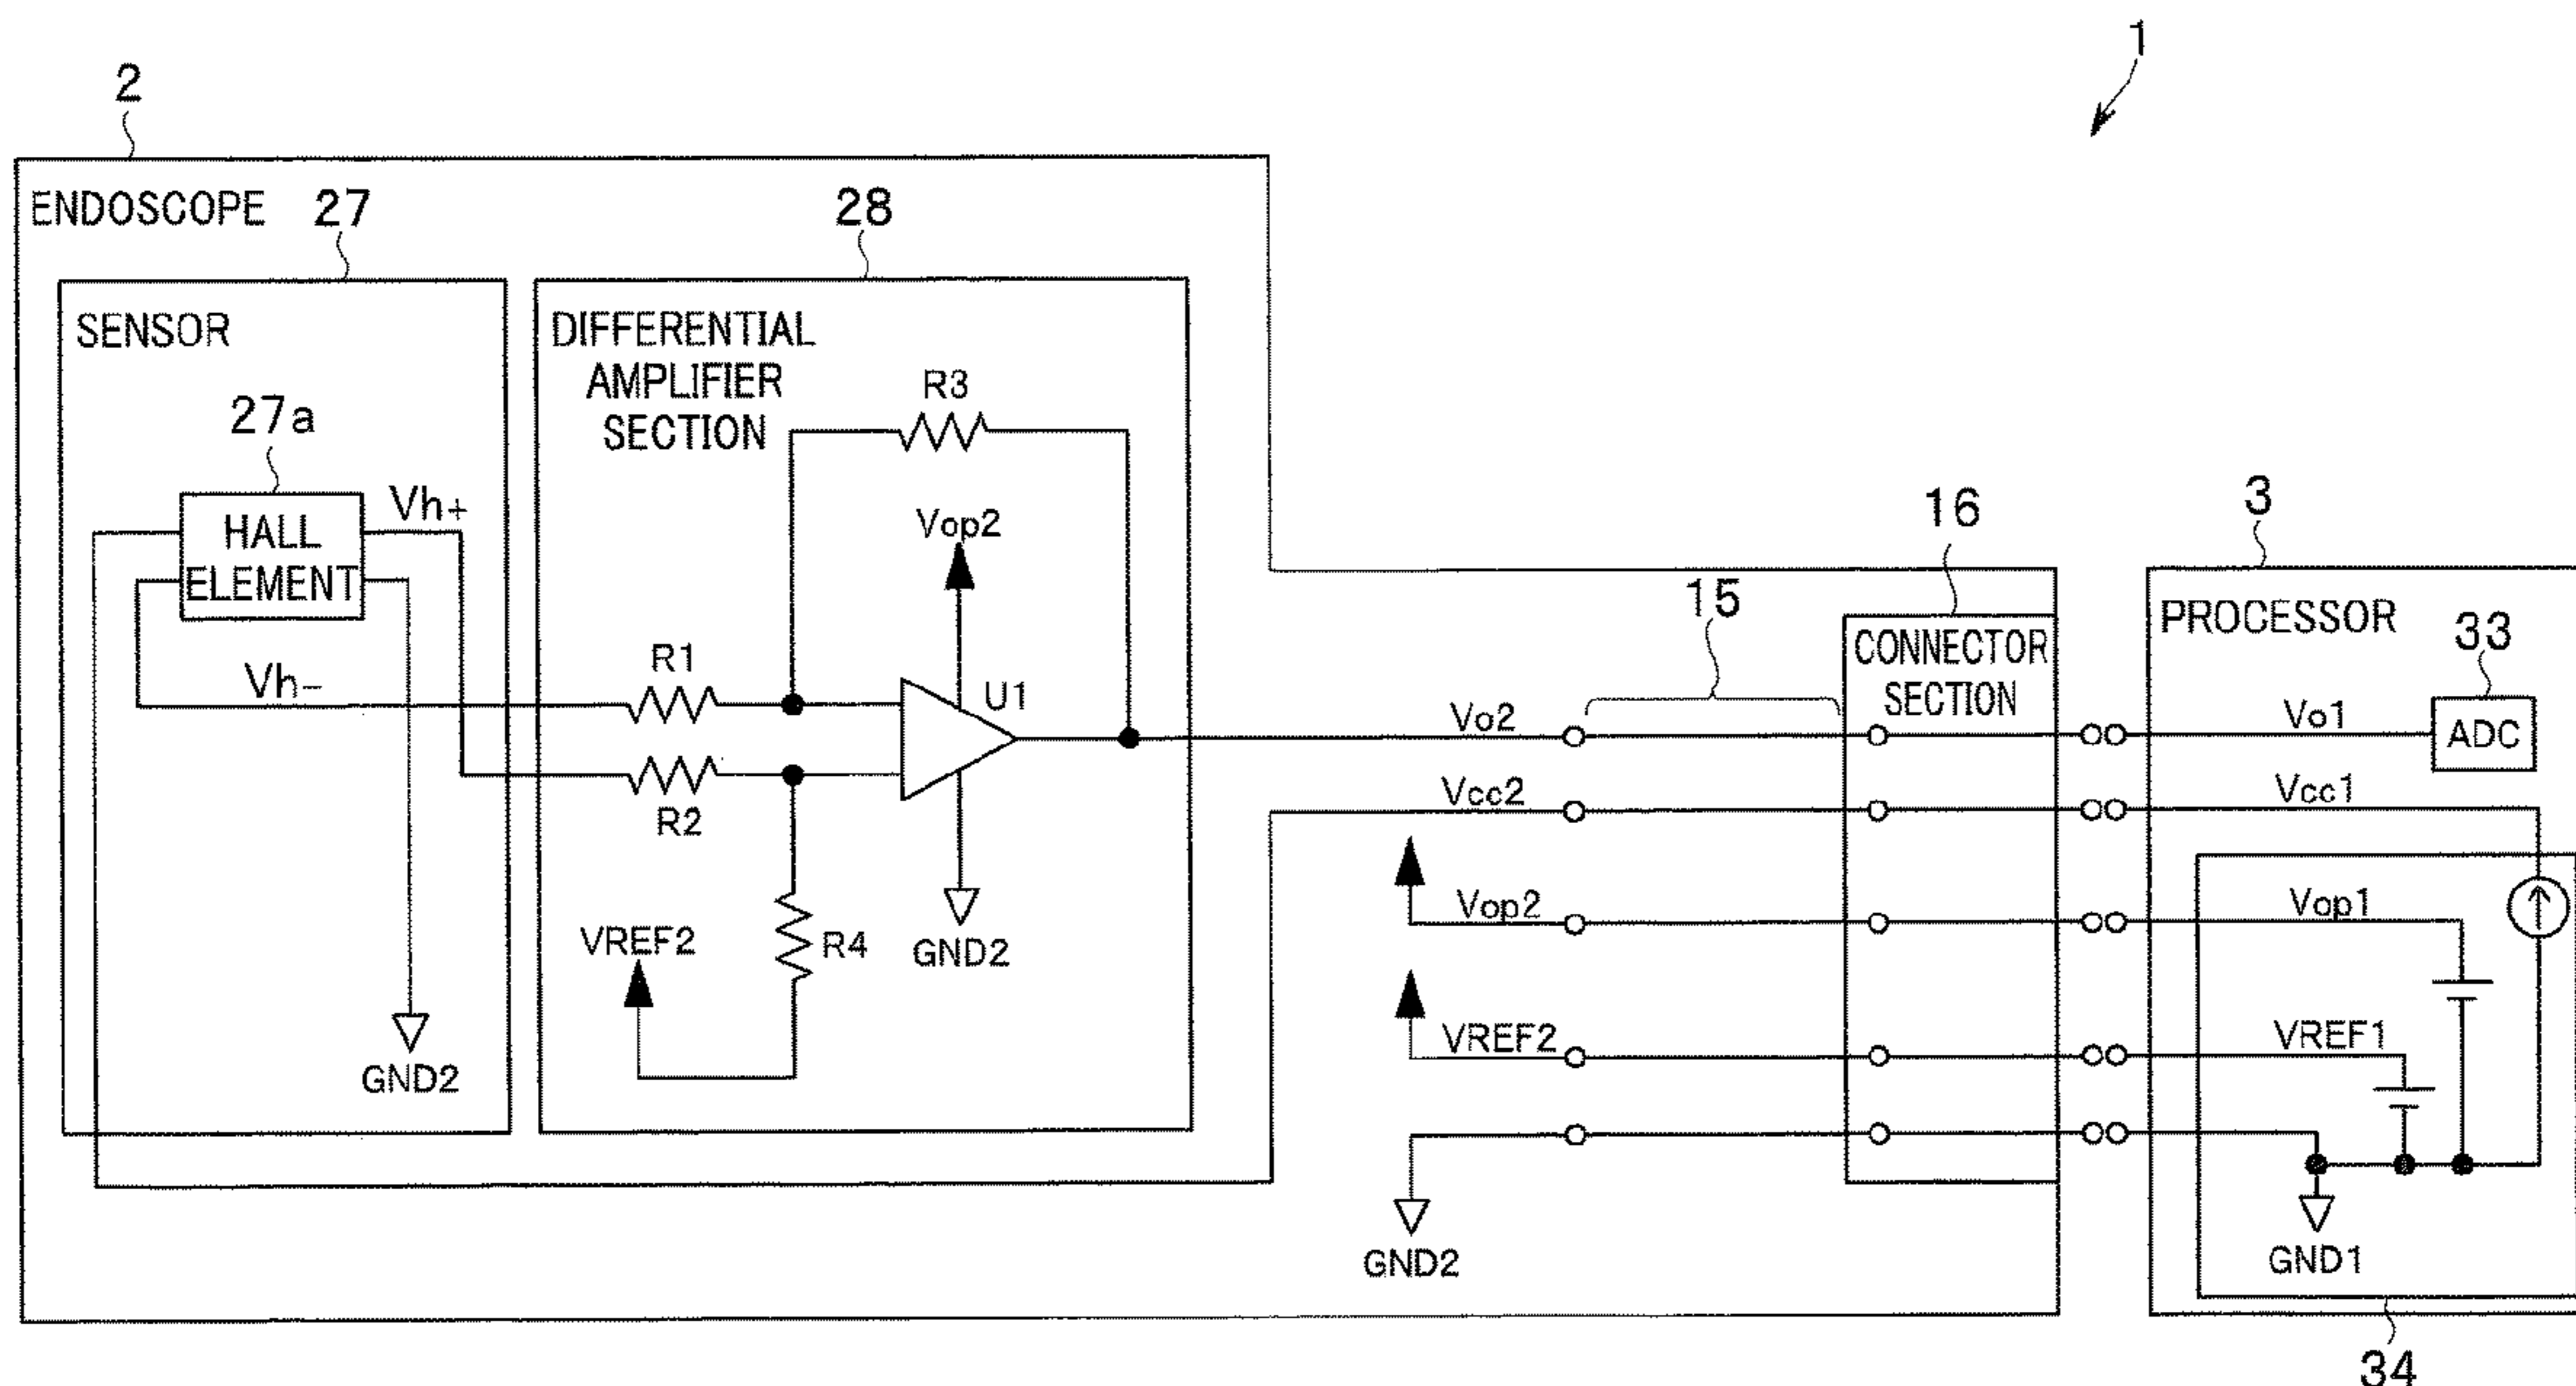 1
2
ENDOSCOPE
27
28
SENSOR
DIFFERENTIAL
AMPLIFIER
SECTION
R3
27a
Vh+
HALL
ELEMENT
Vh-
Vop2
R1
U1
R2
R4
VREF2
GND2
GND2
15
16
CONNECTOR
SECTION
3
PROCESSOR
33
Vo2
Vo1
ADC
Vcc2
Vcc1
Vop2
Vop1
VREF2
VREF1
GND2
GND1
34